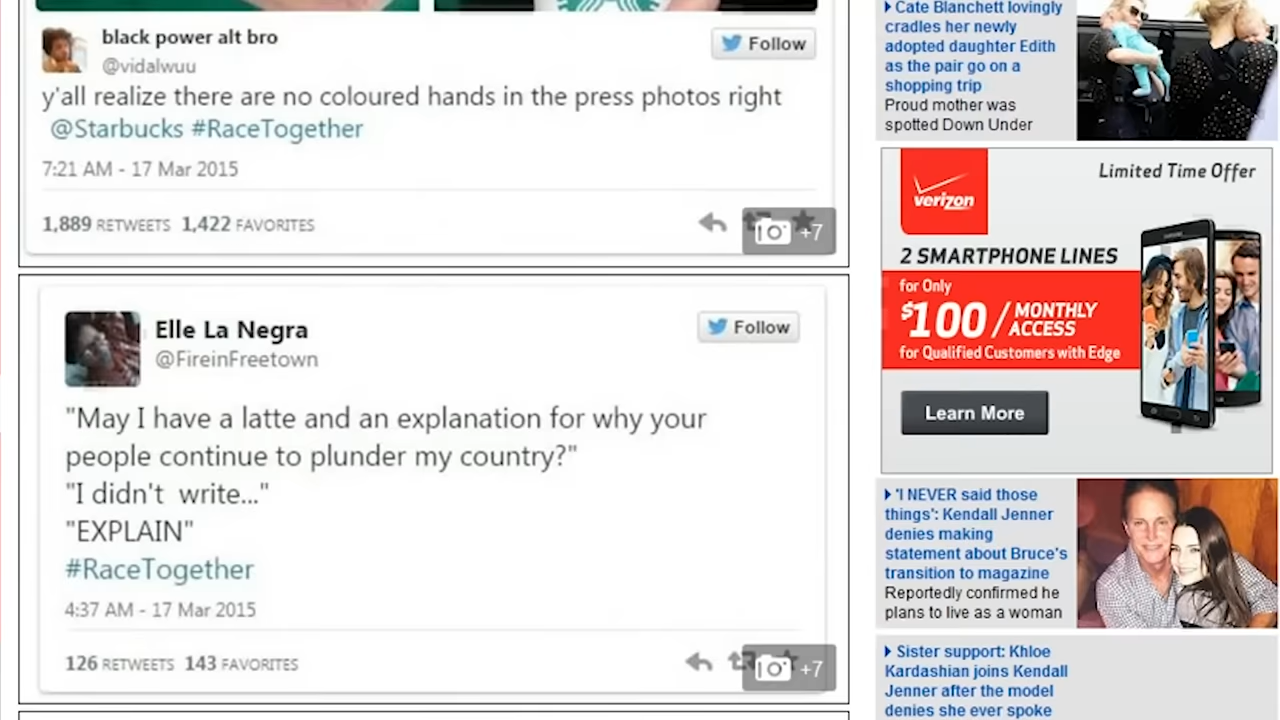 black power alt bro
@vidalwuu
Follow
y'all realize there are no coloured hands in the press photos right
@Starbucks #RaceTogether
7:21 AM - 17 Mar 2015
1,889 RETWEETS 1,422 FAVORITES
+7
Elle La Negra
@FireinFreetown
Follow
"May I have a latte and an explanation for why your
people continue to plunder my country?"
"I didn't write..."
"EXPLAIN"
#RaceTogether
4:37 AM - 17 Mar 2015
126 RETWEETS 143 FAVORITES
+7
Cate Blanchett lovingly
cradles her newly
adopted daughter Edith
as the pair go on a
shopping trip
Proud mother was
spotted Down Under
Limited Time Offer
verizon
2 SMARTPHONE LINES
for Only
$100 / MONTHLY
ACCESS
for Qualified Customers with Edge
Learn More
'I NEVER said those
things': Kendall Jenner
denies making
statement about Bruce's
transition to magazine
Reportedly confirmed he
plans to live as a woman
Sister support: Khloe
Kardashian joins Kendall
Jenner after the model
denies she ever spoke